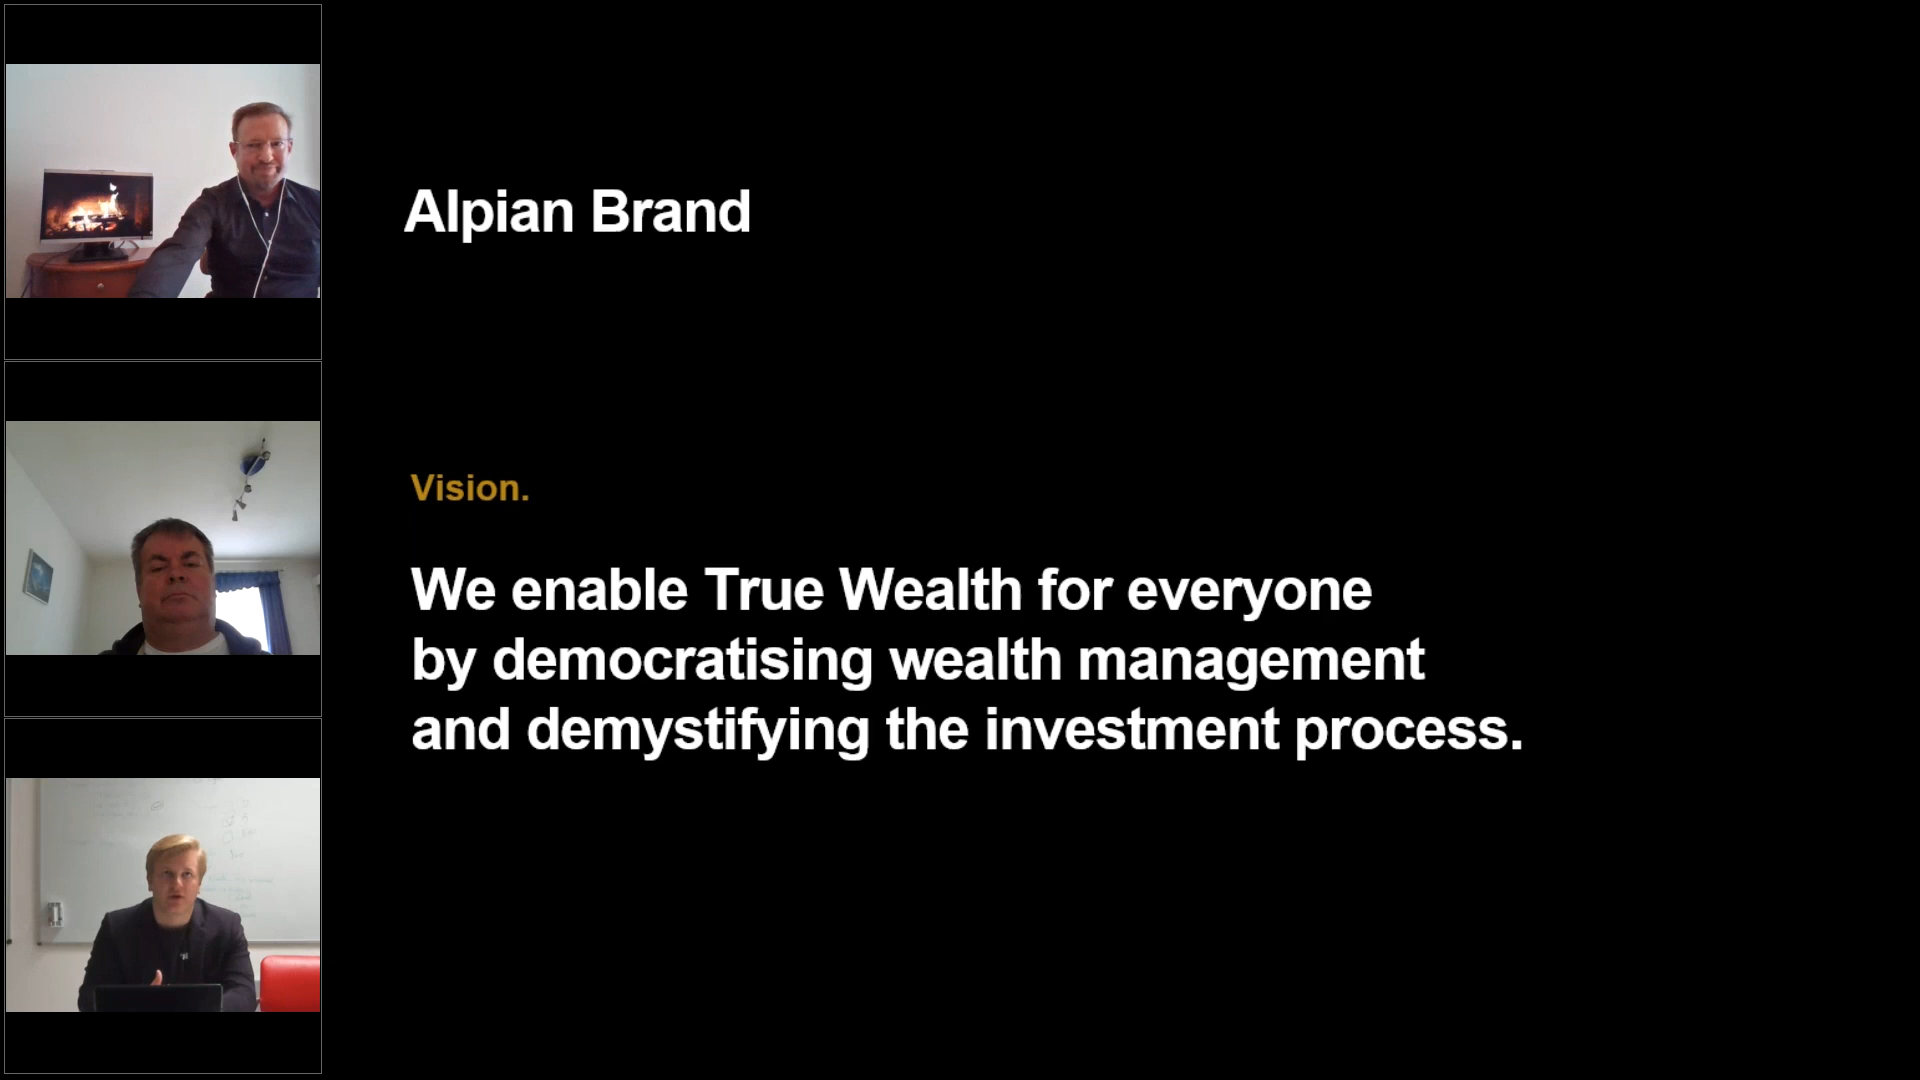 Alpian Brand
Vision.
We enable True Wealth for everyone
by democratising wealth management
and demystifying the investment process.